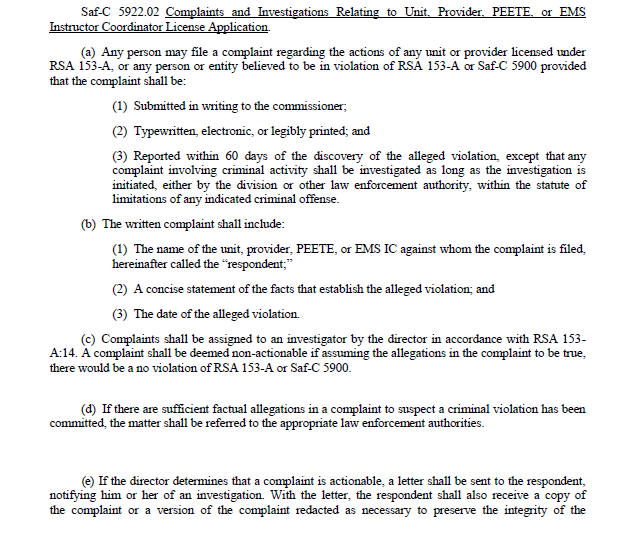 Saf-C 5922.02 Complaints and Investigations Relating to Unit, Provider, PEETE, or EMS
Instructor Coordinator License Application.
(a) Any person may file a complaint regarding the actions of any unit or provider licensed under
RSA 153-A, or any person or entity believed to be in violation of RSA 153-A or Saf-C 5900 provided
that the complaint shall be:
(1) Submitted in writing to the commissioner;
(2) Typewritten, electronic, or legibly printed; and
(3) Reported within 60 days of the discovery of the alleged violation, except that any
complaint involving criminal activity shall be investigated as long as the investigation is
initiated, either by the division or other law enforcement authority, within the statute of
limitations of any indicated criminal offense.
(b) The written complaint shall include:
(1) The name of the unit, provider, PEETE, or EMS IC against whom the complaint is filed,
hereinafter called the “respondent;”
(2) A concise statement of the facts that establish the alleged violation; and
(3) The date of the alleged violation.
(c) Complaints shall be assigned to an investigator by the director in accordance with RSA 153-
A:14. A complaint shall be deemed non-actionable if assuming the allegations in the complaint to be true,
there would be a no violation of RSA 153-A or Saf-C 5900.
(d) If there are sufficient factual allegations in a complaint to suspect a criminal violation has been
committed, the matter shall be referred to the appropriate law enforcement authorities.
(e) If the director determines that a complaint is actionable, a letter shall be sent to the respondent,
notifying him or her of an investigation. With the letter, the respondent shall also receive a copy of
the complaint or a version of the complaint redacted as necessary to preserve the integrity of the